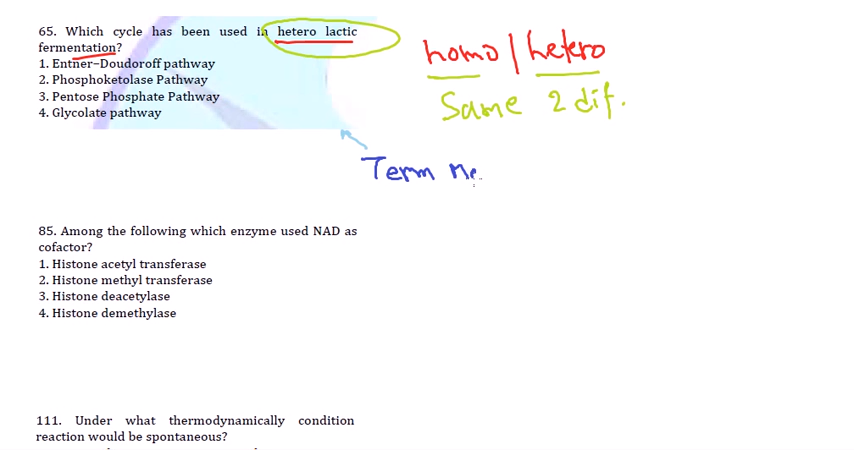 65. Which cycle has been used in hetero lactic
fermentation?
1. Entner–Doudoroff pathway
2. Phosphoketolase Pathway
3. Pentose Phosphate Pathway
4. Glycolate pathway
homo / hetero
Same 2 dif.
Term Me
85. Among the following which enzyme used NAD as
cofactor?
1. Histone acetyl transferase
2. Histone methyl transferase
3. Histone deacetylase
4. Histone demethylase
111. Under what thermodynamically condition
reaction would be spontaneous?